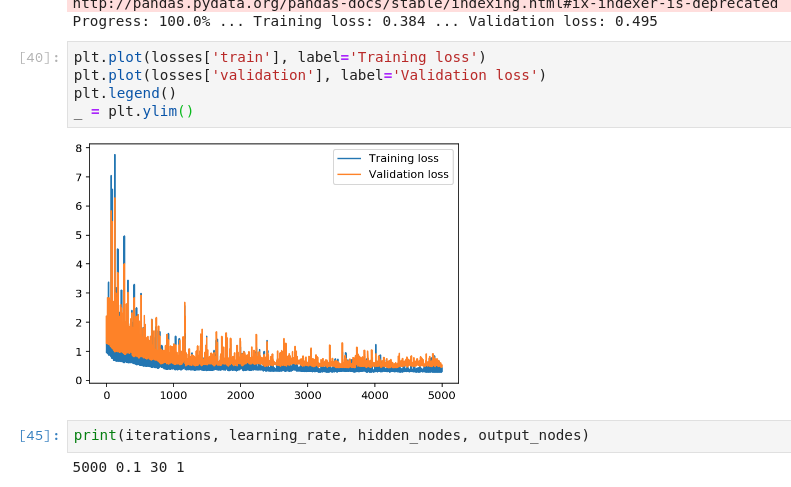 http://pandas.pydata.org/pandas-docs/stable/indexing.html#ix-indexer-is-deprecated
Progress: 100.0% ... Training loss: 0.384 ... Validation loss: 0.495
[40]:
plt.plot(losses['train'], label='Training loss')
plt.plot(losses['validation'], label='Validation loss')
plt.legend()
_ = plt.ylim()
8
7
6
5
4
3
2
1
0
Training loss
Validation loss
0 1000 2000 3000 4000 5000
[45]:
print(iterations, learning_rate, hidden_nodes, output_nodes)
5000 0.1 30 1